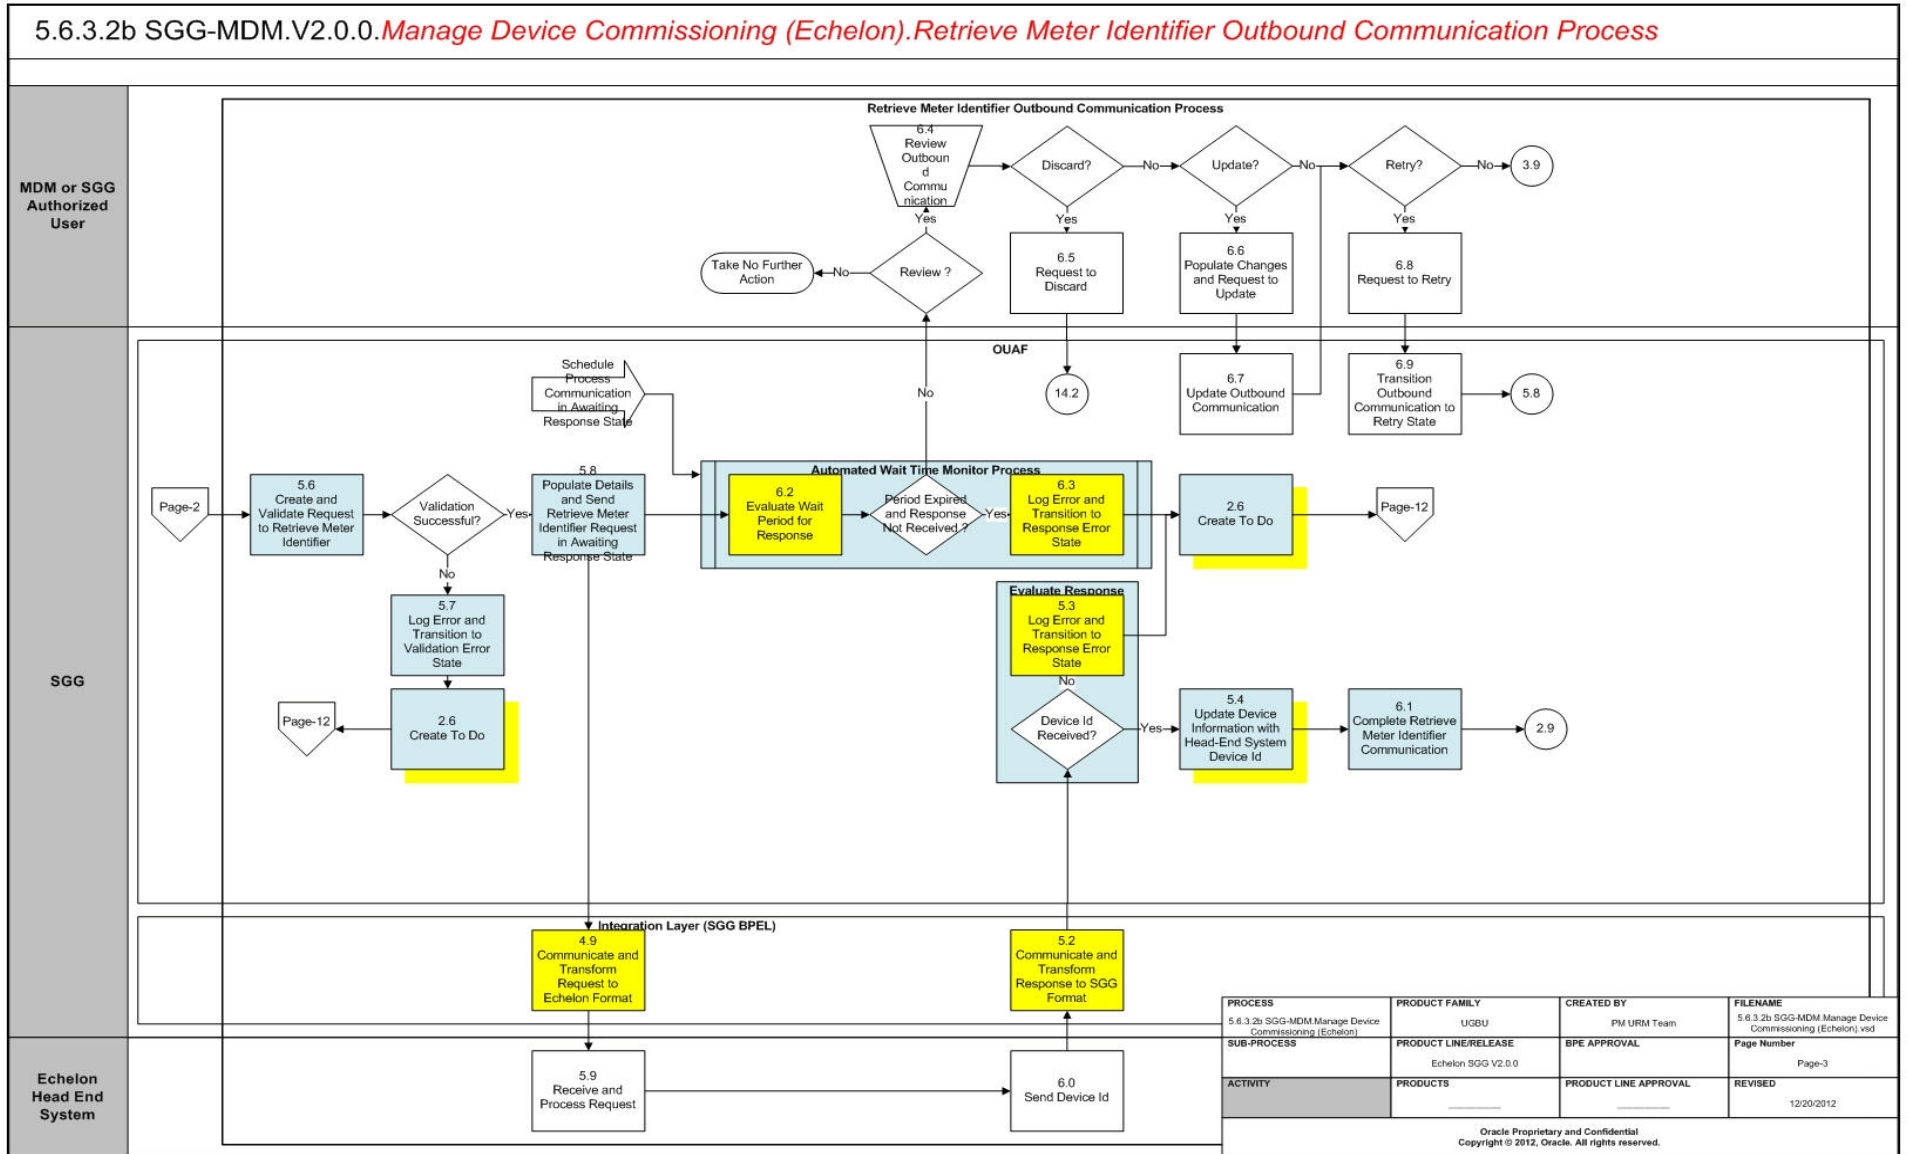 5.6.3.2b SGG-MDM.V2.0.0.Manage Device Commissioning (Echelon).Retrieve Meter Identifier Outbound Communication Process
MDM or SGG
Authorized
User
Retrieve Meter Identifier Outbound Communication Process
6.4
Review
Outboun
d
Commu
nication
Discard?
No
Update?
No
Retry?
No
3.9
Yes
Yes
Yes
Yes
Take No Further
Action
No
Review ?
6.5
Request to
Discard
6.6
Populate Changes
and Request to
Update
6.8
Request to Retry
SGG
OUAF
Schedule
Process
Communication
in Awaiting
Response State
No
14.2
6.7
Update Outbound
Communication
6.9
Transition
Outbound
Communication to
Retry State
5.8
Page-2
5.6
Create and
Validate Request
to Retrieve Meter
Identifier
Validation
Successful?
Yes
5.8
Populate Details
and Send
Retrieve Meter
Identifier Request
in Awaiting
Response State
Automated Wait Time Monitor Process
6.2
Evaluate Wait
Period for
Response
Period Expired
and Response
Not Received ?
Yes
6.3
Log Error and
Transition to
Response Error
State
2.6
Create To Do
Page-12
No
5.7
Log Error and
Transition to
Validation Error
State
Evaluate Response
5.3
Log Error and
Transition to
Response Error
State
No
Page-12
2.6
Create To Do
Device Id
Received?
Yes
5.4
Update Device
Information with
Head-End System
Device Id
6.1
Complete Retrieve
Meter Identifier
Communication
2.9
Integration Layer (SGG BPEL)
4.9
Communicate and
Transform
Request to
Echelon Format
5.2
Communicate and
Transform
Response to SGG
Format
Echelon
Head End
System
5.9
Receive and
Process Request
6.0
Send Device Id
PROCESS
5.6.3.2b SGG-MDM.Manage Device
Commissioning (Echelon)
PRODUCT FAMILY
UGBU
CREATED BY
PM URM Team
FILENAME
5.6.3.2b SGG-MDM.Manage Device
Commissioning (Echelon).vsd
SUB-PROCESS
PRODUCT LINE/RELEASE
Echelon SGG V2.0.0
BPE APPROVAL
Page Number
Page-3
ACTIVITY
PRODUCTS
PRODUCT LINE APPROVAL
REVISED
12/20/2012
Oracle Proprietary and Confidential
Copyright © 2012, Oracle. All rights reserved.